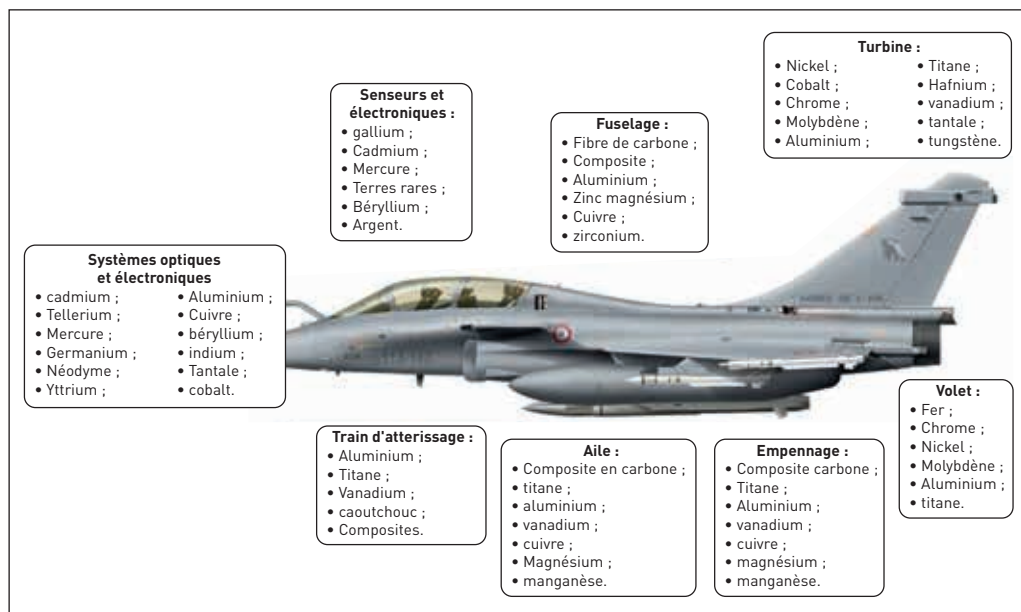 Turbine :
• Nickel ;
• Cobalt ;
• Chrome ;
• Molybdène ;
• Aluminium ;
• Titane ;
• Hafnium ;
• vanadium ;
• tantale ;
• tungstène.
Senseurs et
électroniques :
• gallium ;
• Cadmium ;
• Mercure ;
• Terres rares ;
• Béryllium ;
• Argent.
Fuselage :
• Fibre de carbone ;
• Composite ;
• Aluminium ;
• Zinc magnésium ;
• Cuivre ;
• zirconium.
Systèmes optiques
et électroniques
• cadmium ;
• Tellerium ;
• Mercure ;
• Germanium ;
• Néodyme ;
• Yttrium ;
• Aluminium ;
• Cuivre ;
• béryllium ;
• indium ;
• Tantale ;
• cobalt.
Train d'atterissage :
• Aluminium ;
• Titane ;
• Vanadium ;
• caoutchouc ;
• Composites.
Aile :
• Composite en carbone ;
• titane ;
• aluminium ;
• vanadium ;
• cuivre ;
• Magnésium ;
• manganèse.
Empennage :
• Composite carbone ;
• Titane ;
• Aluminium ;
• vanadium ;
• cuivre ;
• magnésium ;
• manganèse.
Volet :
• Fer ;
• Chrome ;
• Nickel ;
• Molybdène ;
• Aluminium ;
• titane.